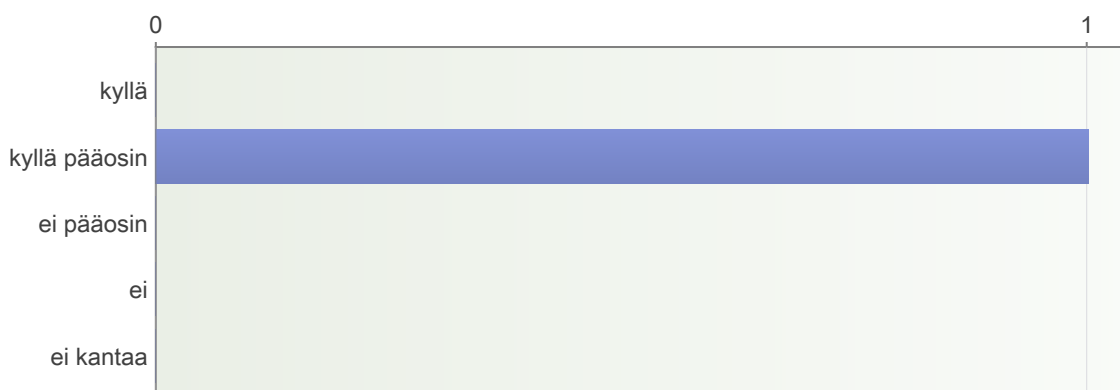 0 1
kyllä
kyllä pääosin
ei pääosin
ei
ei kantaa